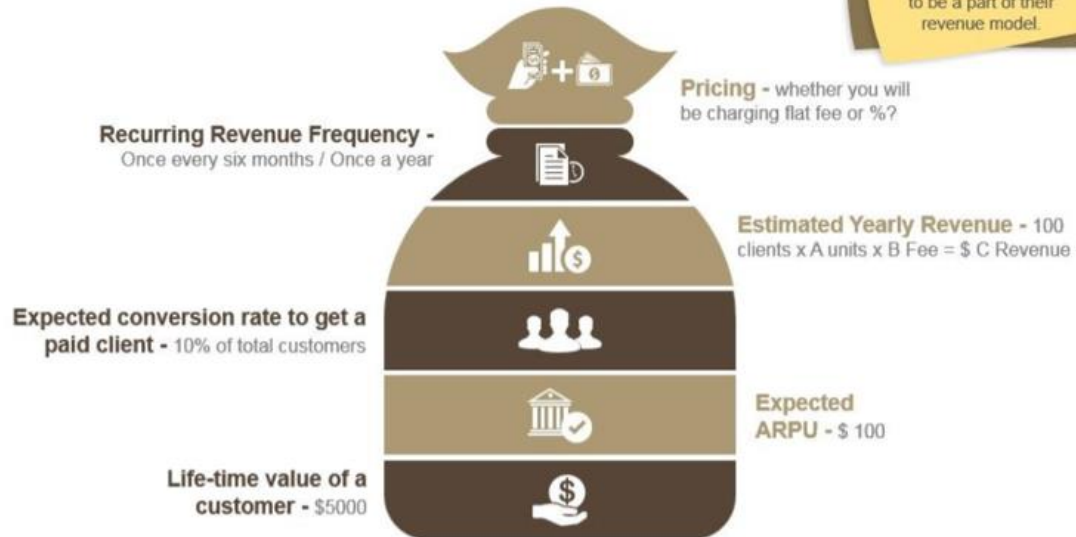 to be a part of their
revenue model.
Pricing - whether you will
be charging flat fee or %?
Recurring Revenue Frequency -
Once every six months / Once a year
Estimated Yearly Revenue - 100
clients x A units x B Fee = $ C Revenue
Expected conversion rate to get a
paid client - 10% of total customers
Expected
ARPU - $ 100
Life-time value of a
customer - $5000